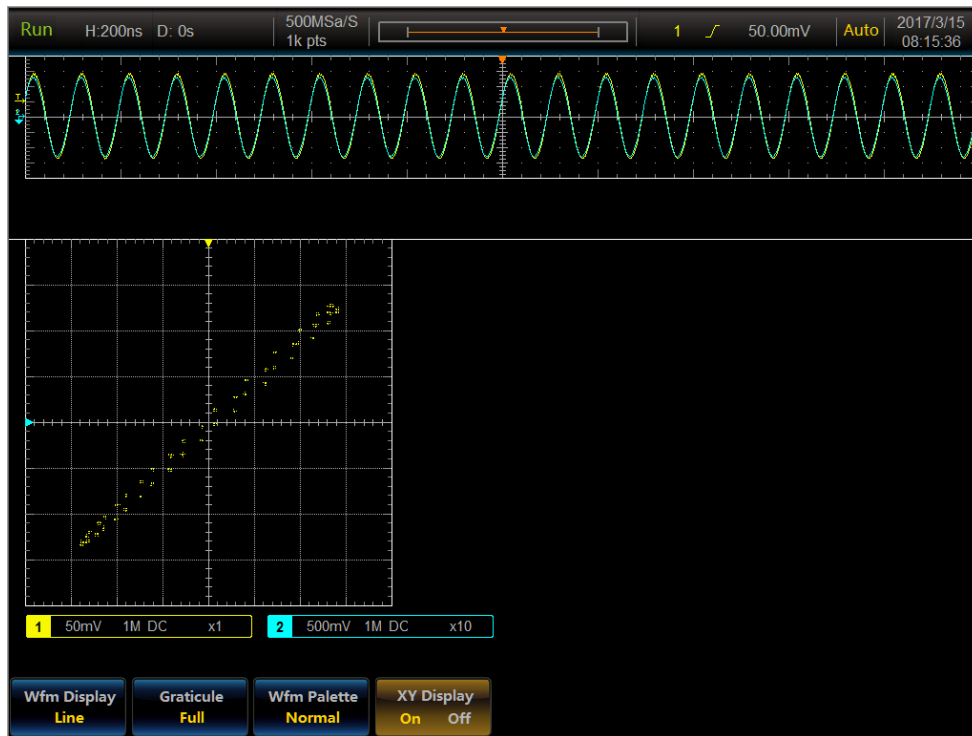 Run H:200ns D: 0s 500MSa/S 1 50.00mV Auto 2017/3/15
1k pts 08:15:36
T
1 50mV 1M DC x1 2 500mV 1M DC x10
Wfm Display Graticule Wfm Palette XY Display
Line Full Normal On Off